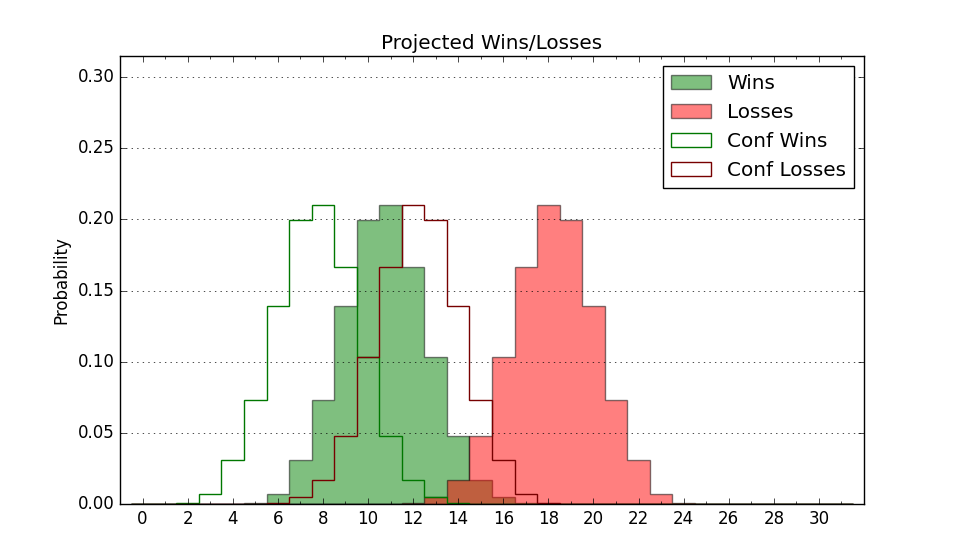 Projected Wins/Losses
Wins
Losses
Conf Wins
Conf Losses
Probability
0.30
0.25
0.20
0.15
0.10
0.05
0.00
0 2 4 6 8 10 12 14 16 18 20 22 24 26 28 30